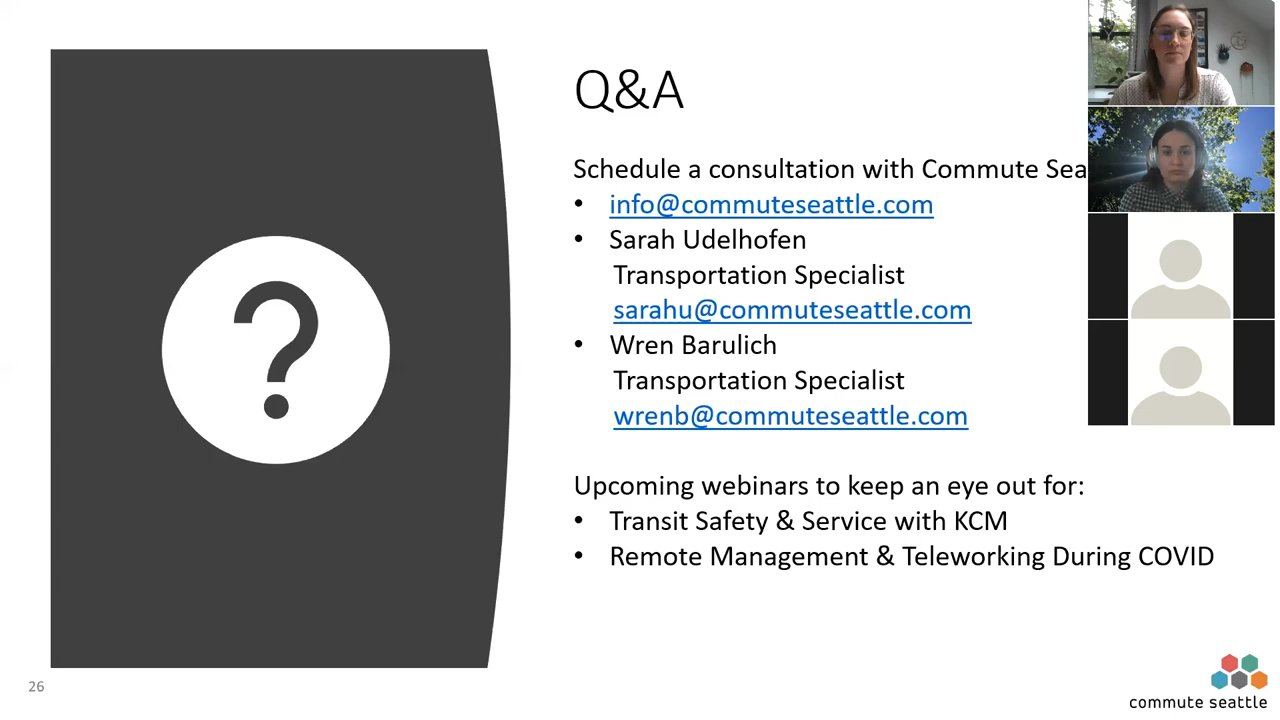 Q&A
Schedule a consultation with Commute Sea
• info@commuteseattle.com
• Sarah Udelhofen
Transportation Specialist
sarahu@commuteseattle.com
• Wren Barulich
Transportation Specialist
wrenb@commuteseattle.com
Upcoming webinars to keep an eye out for:
• Transit Safety & Service with KCM
• Remote Management & Teleworking During COVID
26
commute seattle